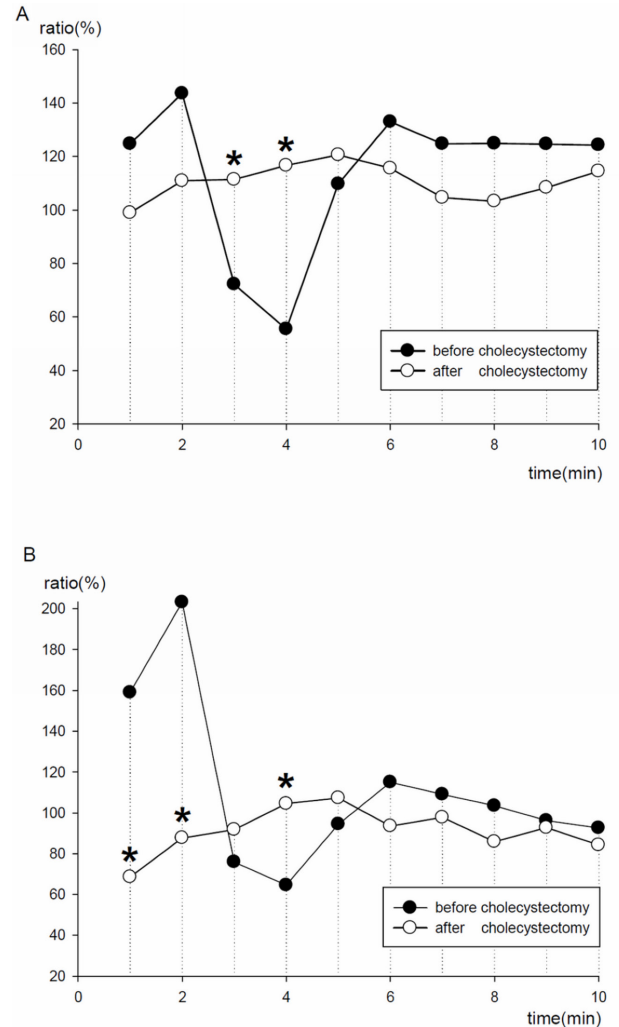 A
ratio(%)
160
140
120
100
80
60
40
20
* *
before cholecystectomy
after cholecystectomy
0 2 4 6 8 10
time(min)
B
ratio(%)
200
180
160
140
120
100
80
60
40
20
* * *
before cholecystectomy
after cholecystectomy
0 2 4 6 8 10
time(min)